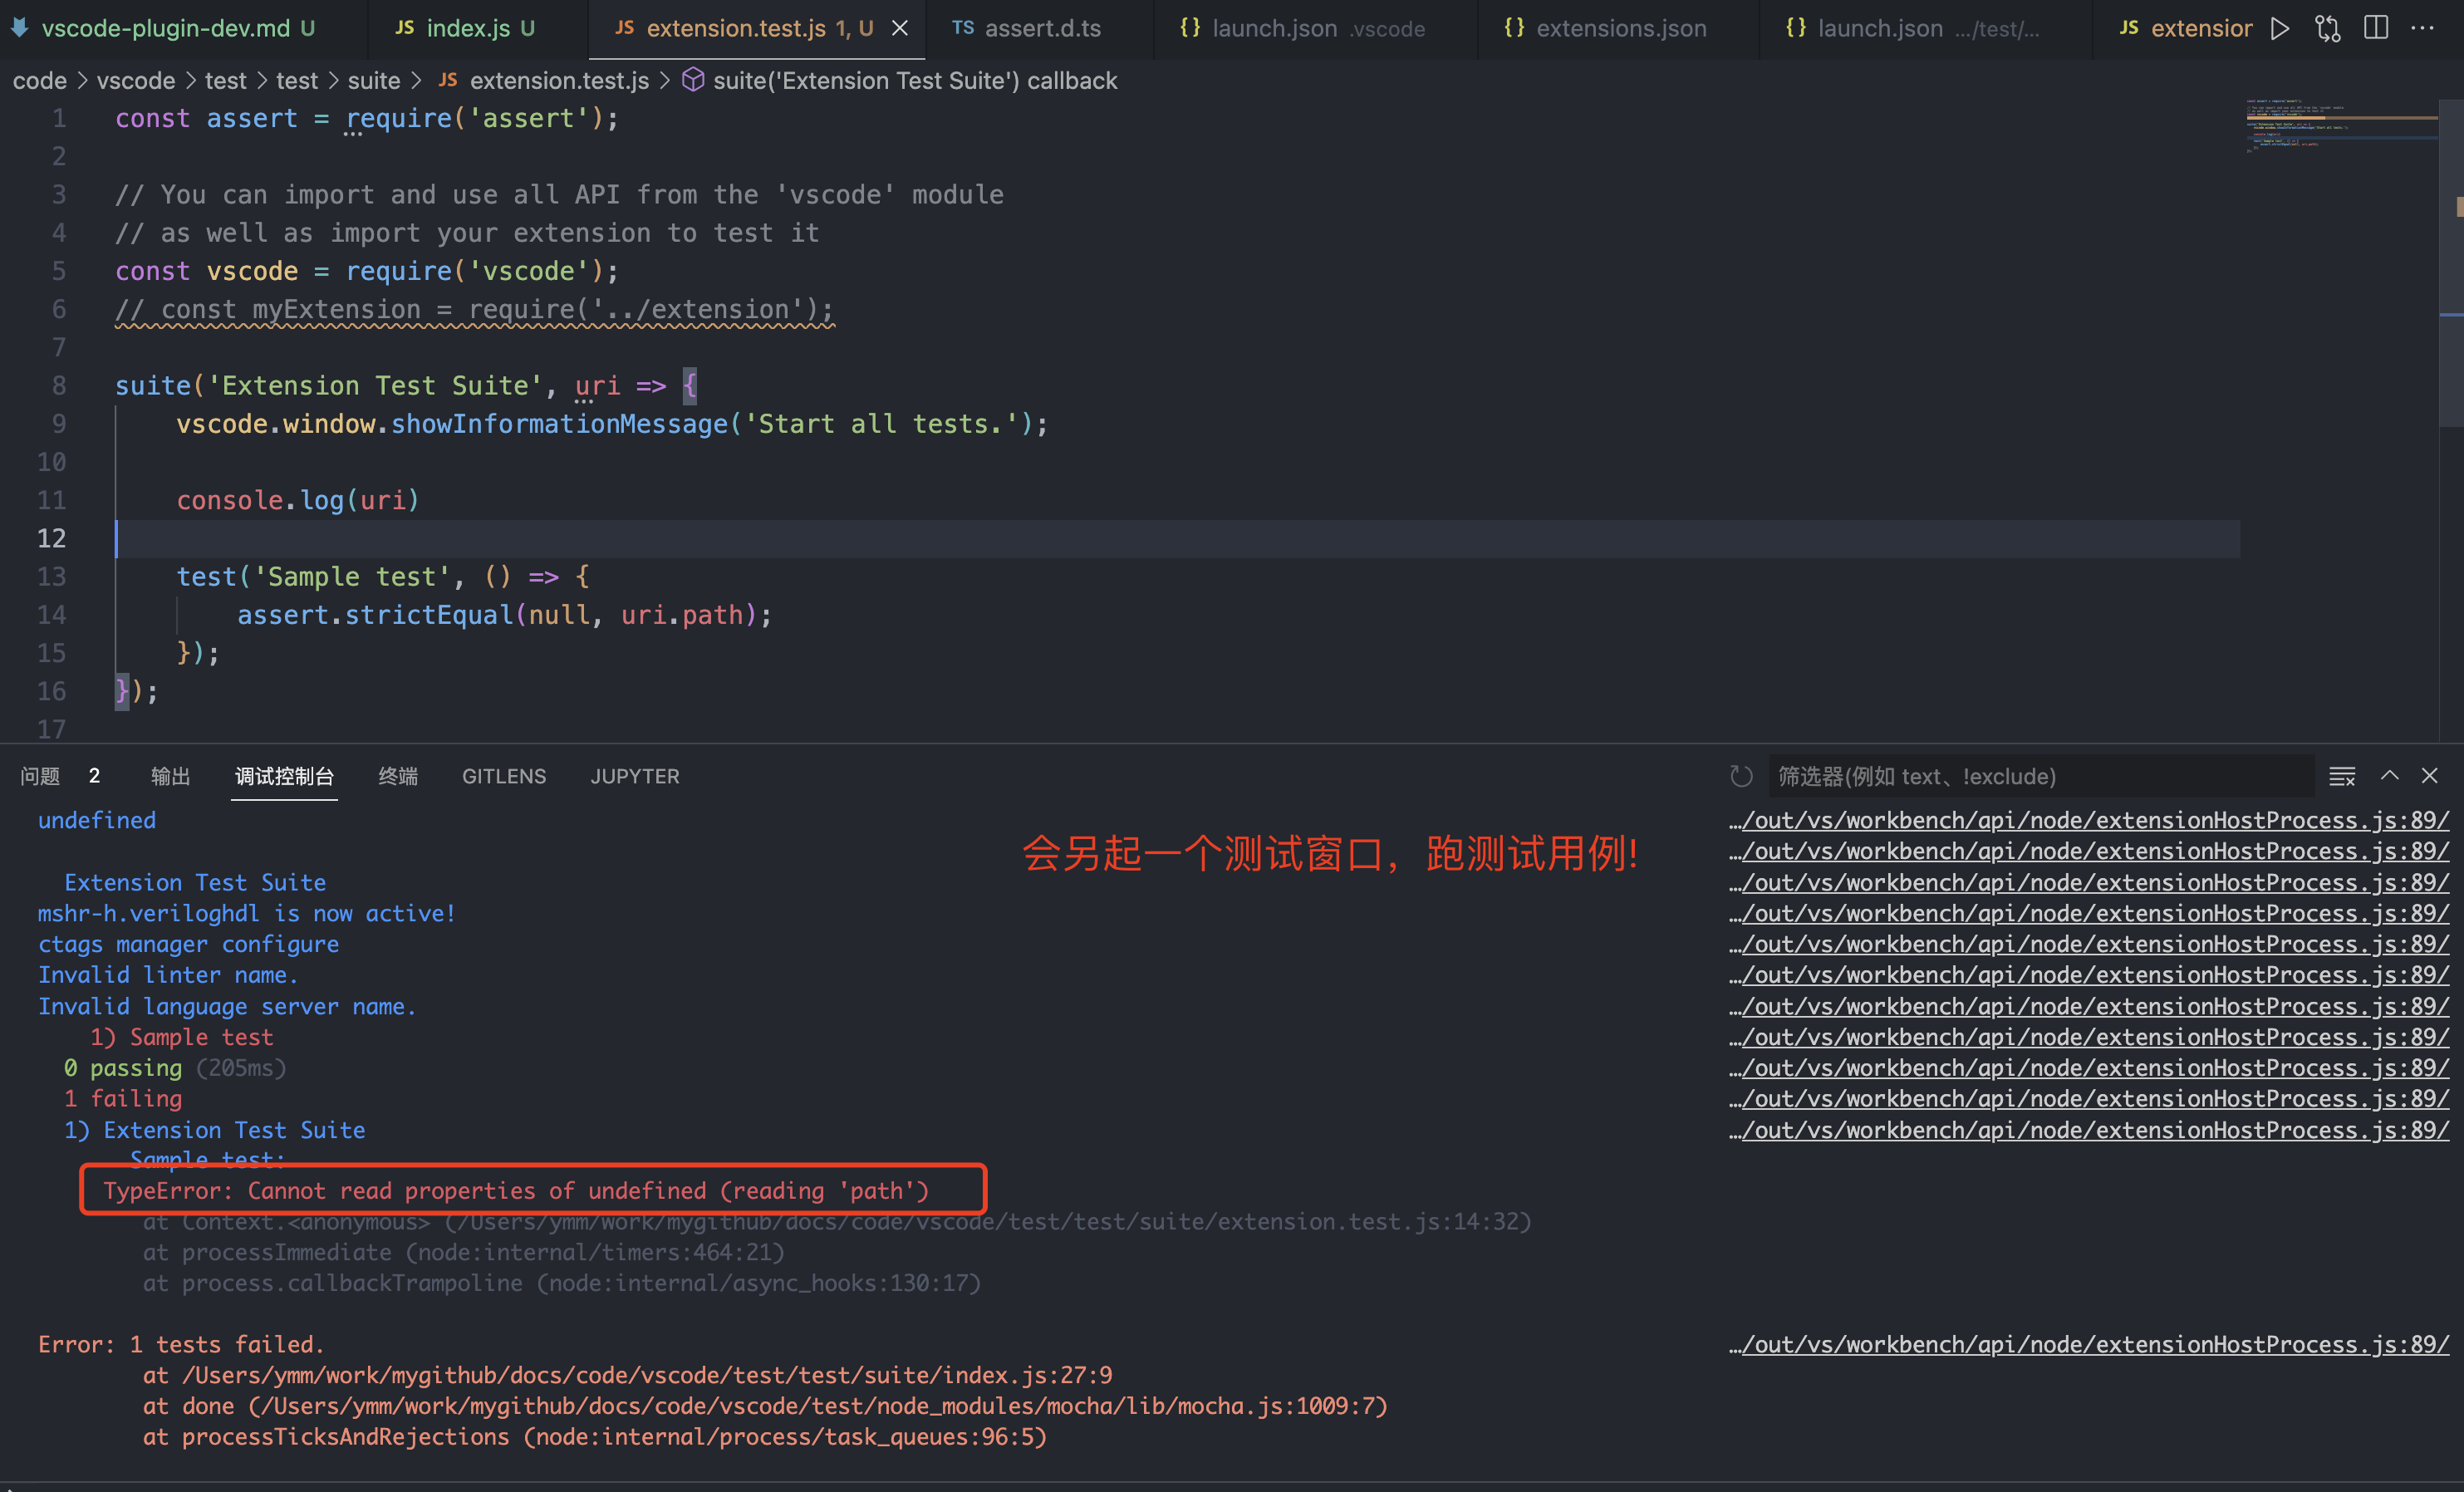 vscode-plugin-dev.md U
JS index.js U
JS extension.test.js 1, U
TS assert.d.ts
{} launch.json .vscode
{} extensions.json
{} launch.json .../test/...
JS extensior
code > vscode > test > test > suite > JS extension.test.js > suite('Extension Test Suite') callback
1 const assert = require('assert');
2
3 // You can import and use all API from the 'vscode' module
4 // as well as import your extension to test it
5 const vscode = require('vscode');
6 // const myExtension = require('../extension');
7
8 suite('Extension Test Suite', uri => {
9 vscode.window.showInformationMessage('Start all tests.');
10
11 console.log(uri)
12
13 test('Sample test', () => {
14 assert.strictEqual(null, uri.path);
15 });
16 });
17
问题 2 输出 调试控制台 终端 GITLENS JUPYTER
筛选器(例如 text、!exclude)
undefined …/out/vs/workbench/api/node/extensionHostProcess.js:89/
会另起一个测试窗口，跑测试用例!
…/out/vs/workbench/api/node/extensionHostProcess.js:89/
Extension Test Suite …/out/vs/workbench/api/node/extensionHostProcess.js:89/
mshr-h.veriloghdl is now active! …/out/vs/workbench/api/node/extensionHostProcess.js:89/
ctags manager configure …/out/vs/workbench/api/node/extensionHostProcess.js:89/
Invalid linter name. …/out/vs/workbench/api/node/extensionHostProcess.js:89/
Invalid language server name. …/out/vs/workbench/api/node/extensionHostProcess.js:89/
1) Sample test …/out/vs/workbench/api/node/extensionHostProcess.js:89/
0 passing (205ms) …/out/vs/workbench/api/node/extensionHostProcess.js:89/
1 failing …/out/vs/workbench/api/node/extensionHostProcess.js:89/
1) Extension Test Suite …/out/vs/workbench/api/node/extensionHostProcess.js:89/
Sample test:
TypeError: Cannot read properties of undefined (reading 'path')
at Context.<anonymous> (/Users/ymm/work/mygithub/docs/code/vscode/test/test/suite/extension.test.js:14:32)
at processImmediate (node:internal/timers:464:21)
at process.callbackTrampoline (node:internal/async_hooks:130:17)
Error: 1 tests failed. …/out/vs/workbench/api/node/extensionHostProcess.js:89/
at /Users/ymm/work/mygithub/docs/code/vscode/test/test/suite/index.js:27:9
at done (/Users/ymm/work/mygithub/docs/code/vscode/test/node_modules/mocha/lib/mocha.js:1009:7)
at processTicksAndRejections (node:internal/process/task_queues:96:5)